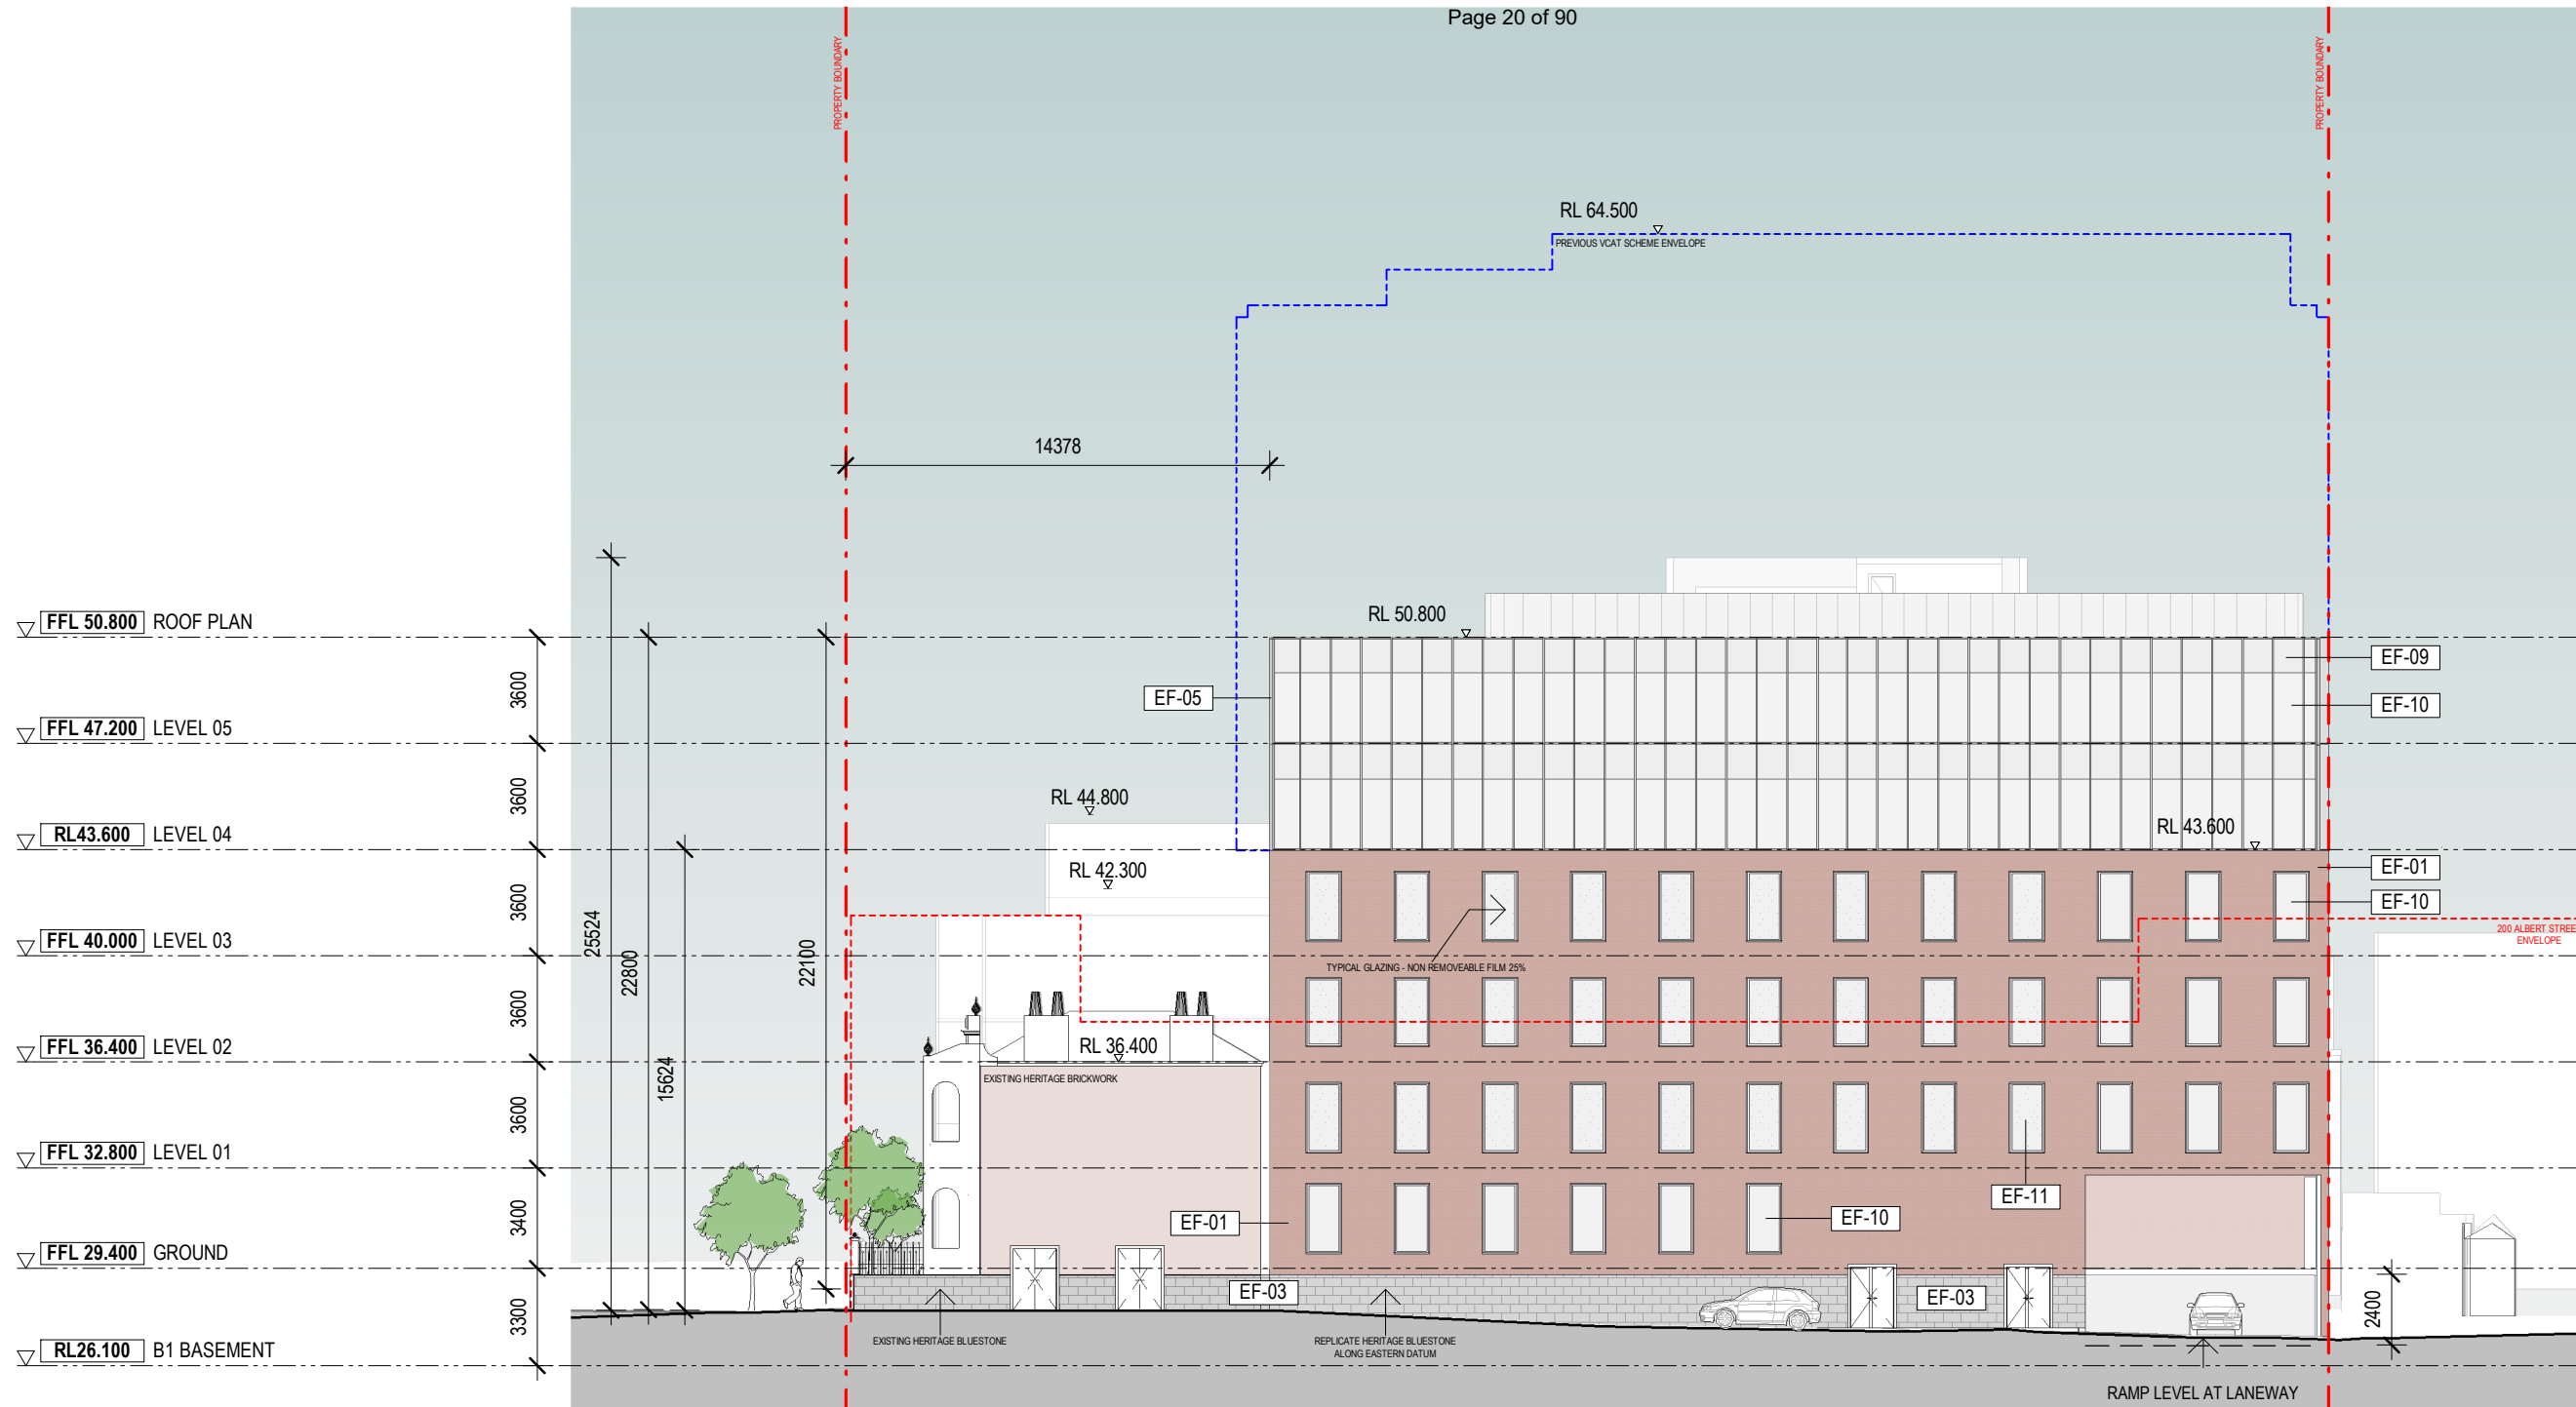 Page 20 of 90
PROPERTY BOUNDARY
PROPERTY BOUNDARY
RL 64.500
PREVIOUS VCAT SCHEME ENVELOPE
14378
FFL 50.800 ROOF PLAN
RL 50.800
EF-09
3600
EF-05
EF-10
FFL 47.200 LEVEL 05
3600
RL 44.800
RL43.600 LEVEL 04
RL 43.600
EF-01
RL 42.300
3600
EF-10
25524
22800
22100
FFL 40.000 LEVEL 03
200 ALBERT STREE
ENVELOPE
TYPICAL GLAZING - NON REMOVEABLE FILM 25%
3600
FFL 36.400 LEVEL 02
RL 36.400
EXISTING HERITAGE BRICKWORK
15624
3600
FFL 32.800 LEVEL 01
EF-11
3400
EF-01
EF-10
FFL 29.400 GROUND
EF-03
EF-03
3300
2400
EXISTING HERITAGE BLUESTONE
REPLICATE HERITAGE BLUESTONE
ALONG EASTERN DATUM
RL26.100 B1 BASEMENT
RAMP LEVEL AT LANEWAY